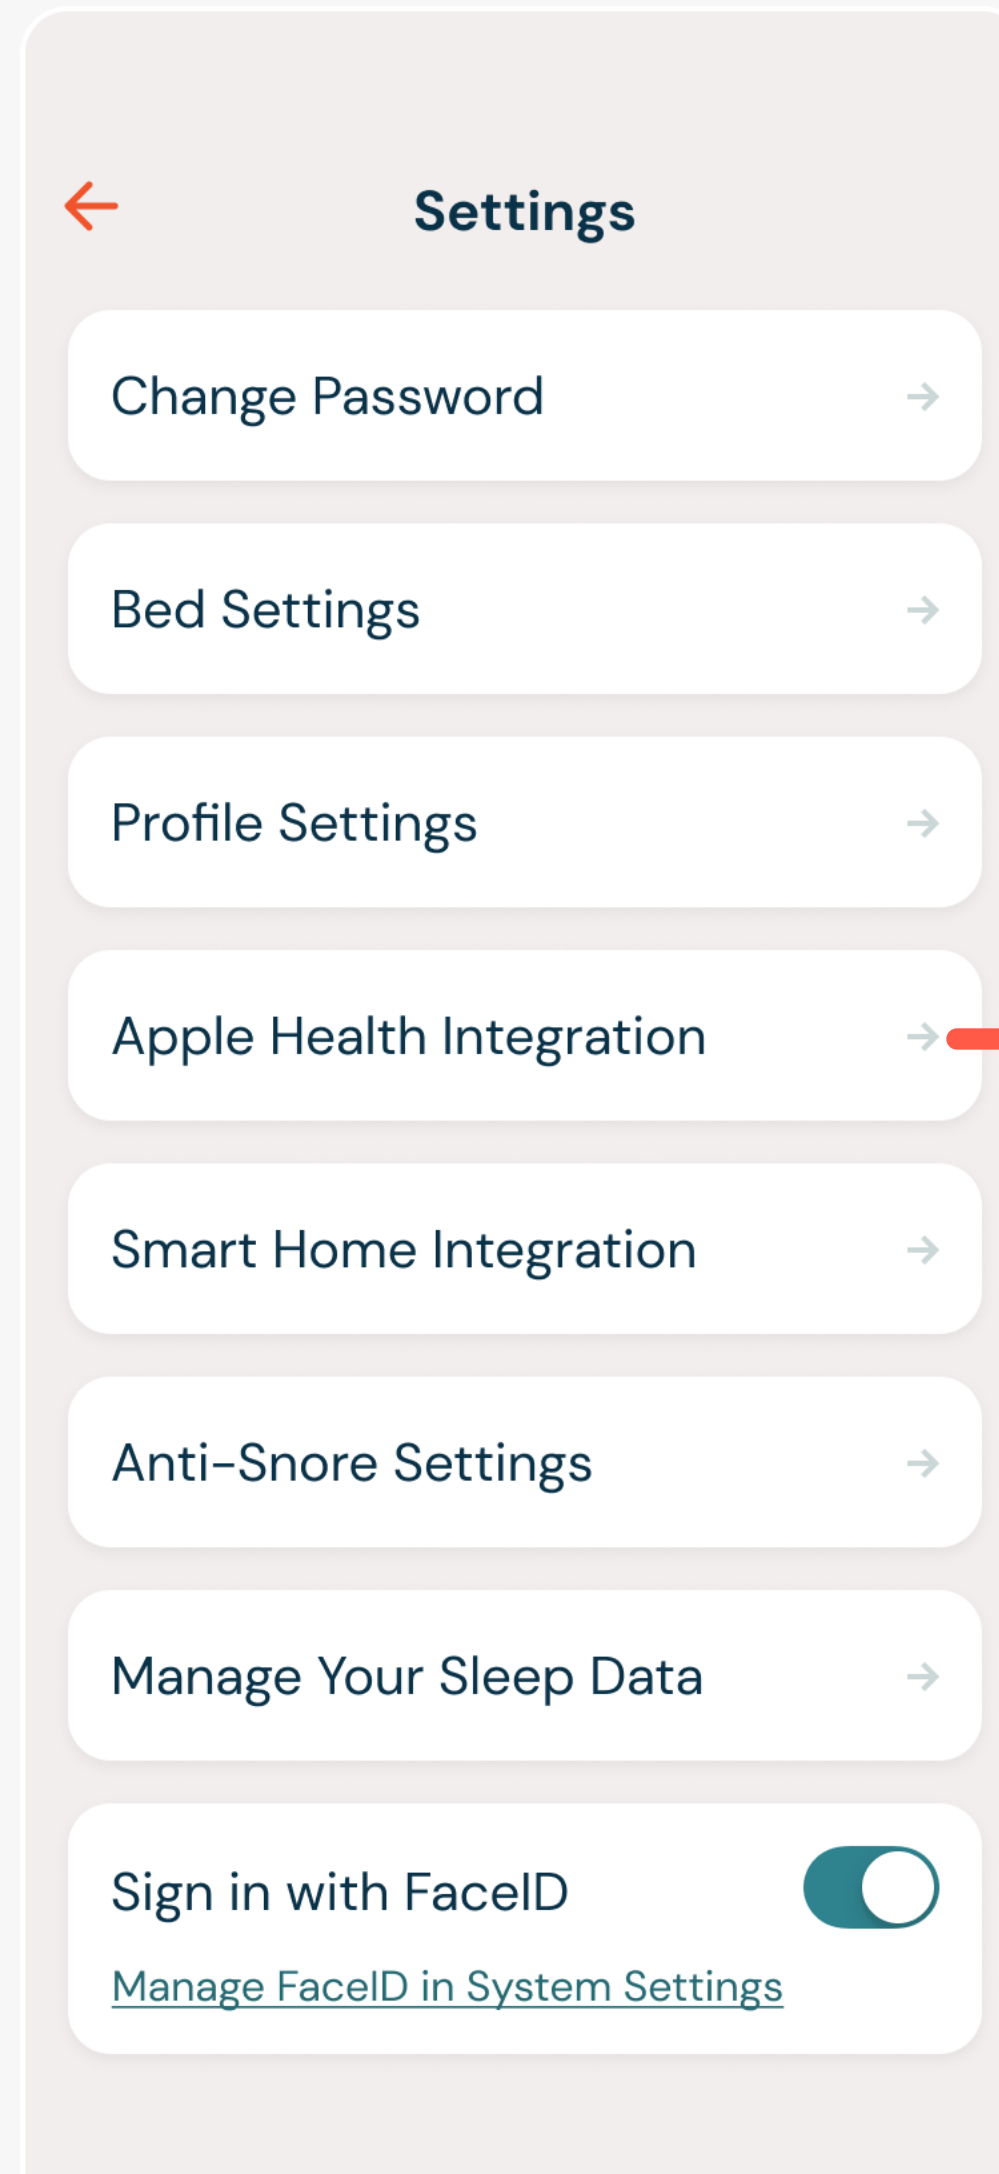 Settings
Change Password
Bed Settings
Profile Settings
Apple Health Integration
Smart Home Integration
Anti-Snore Settings
Manage Your Sleep Data
Sign in with FaceID
Manage FaceID in System Settings